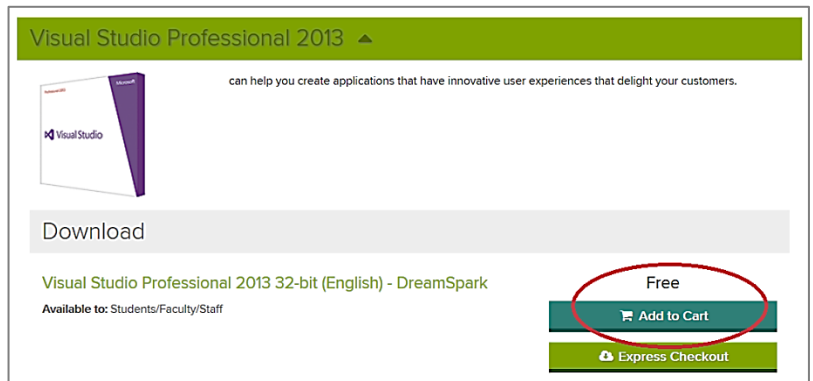 Visual Studio Professional 2013
can help you create applications that have innovative user experiences that delight your customers.
Microsoft
Visual Studio
Download
Visual Studio Professional 2013 32-bit (English) - DreamSpark
Free
Available to: Students/Faculty/Staff
Add to Cart
Express Checkout